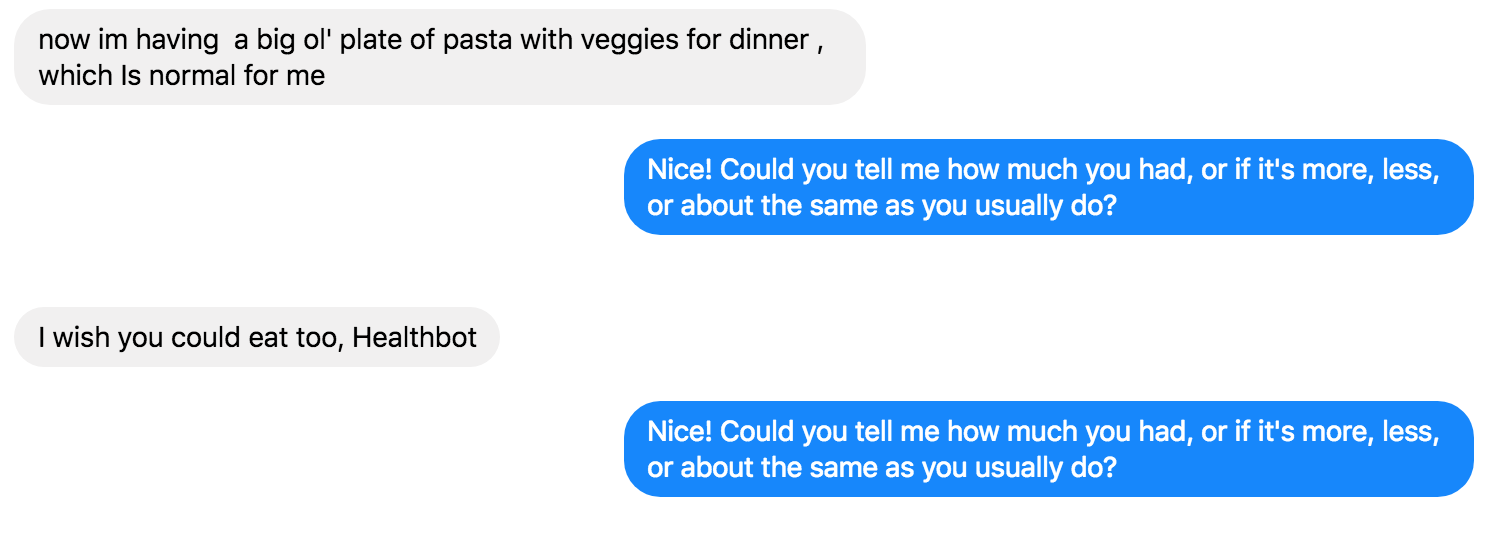 now im having  a big ol' plate of pasta with veggies for dinner ,
which Is normal for me
Nice! Could you tell me how much you had, or if it's more, less,
or about the same as you usually do?
I wish you could eat too, Healthbot
Nice! Could you tell me how much you had, or if it's more, less,
or about the same as you usually do?